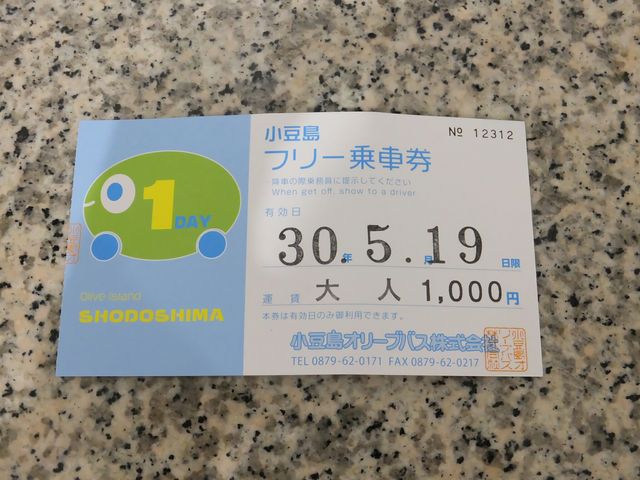 1
DAY
Olive Island
SHODOSHIMA
小豆島
№ 12312
フリー乗車券
降車の際乗務員に提示してください
When get off, show to a driver
有効日
30年 5月 19 日限
運賃 大人 1,000円
本券は有効日のみ御利用できます。
小豆島オリーブバス株式会社
TEL 0879-62-0171 FAX 0879-62-0217